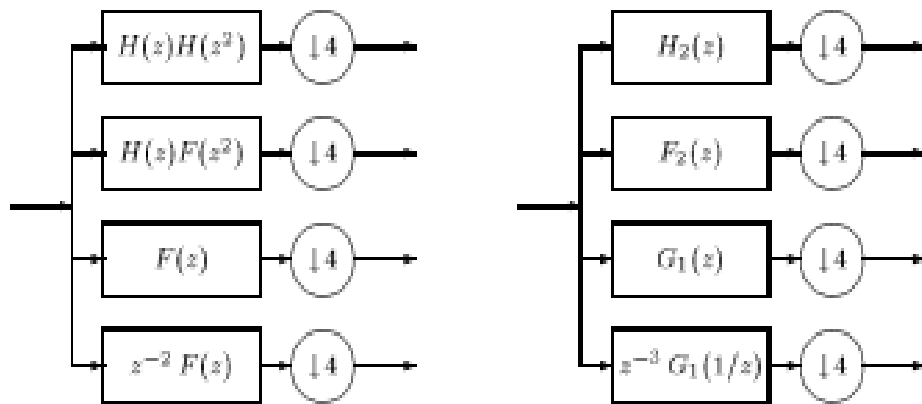 H(z)H(z²)
↓4
H₂(z)
↓4
H(z)F(z²)
↓4
F₂(z)
↓4
F(z)
↓4
G₁(z)
↓4
z⁻² F(z)
↓4
z⁻³ G₁(1/z)
↓4